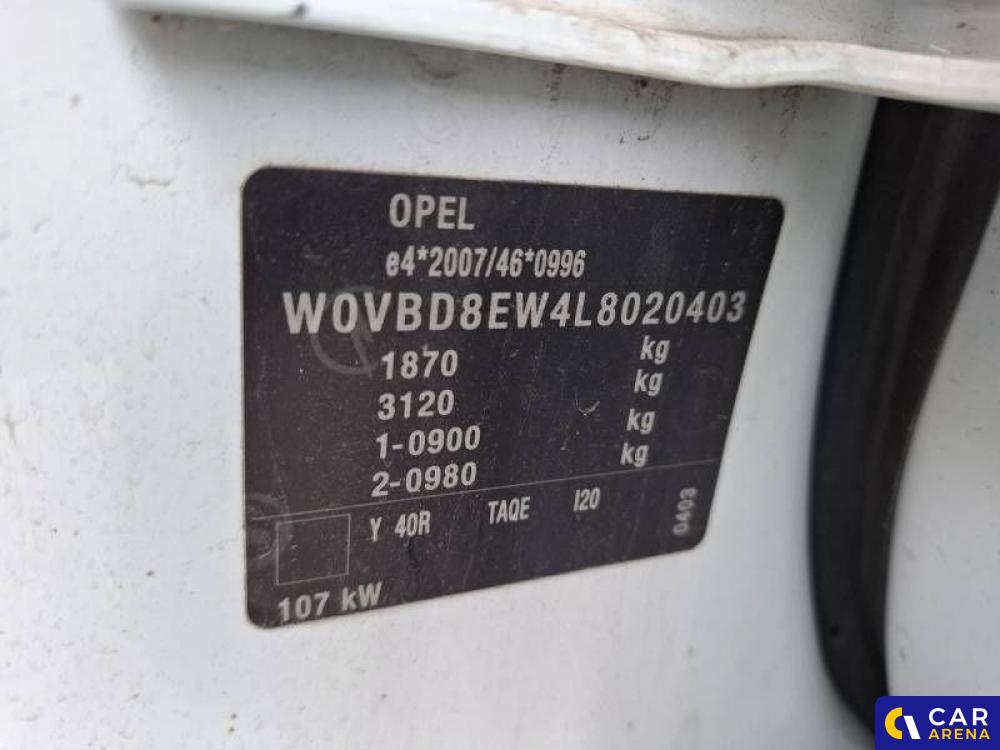 OPEL
e4*2007/46*0996
W0VBD8EW4L8020403
1870 kg
3120 kg
1-0900 kg
2-0980 kg
Y 40R TAQE I20
0403
107 kW
CAR
ARENA